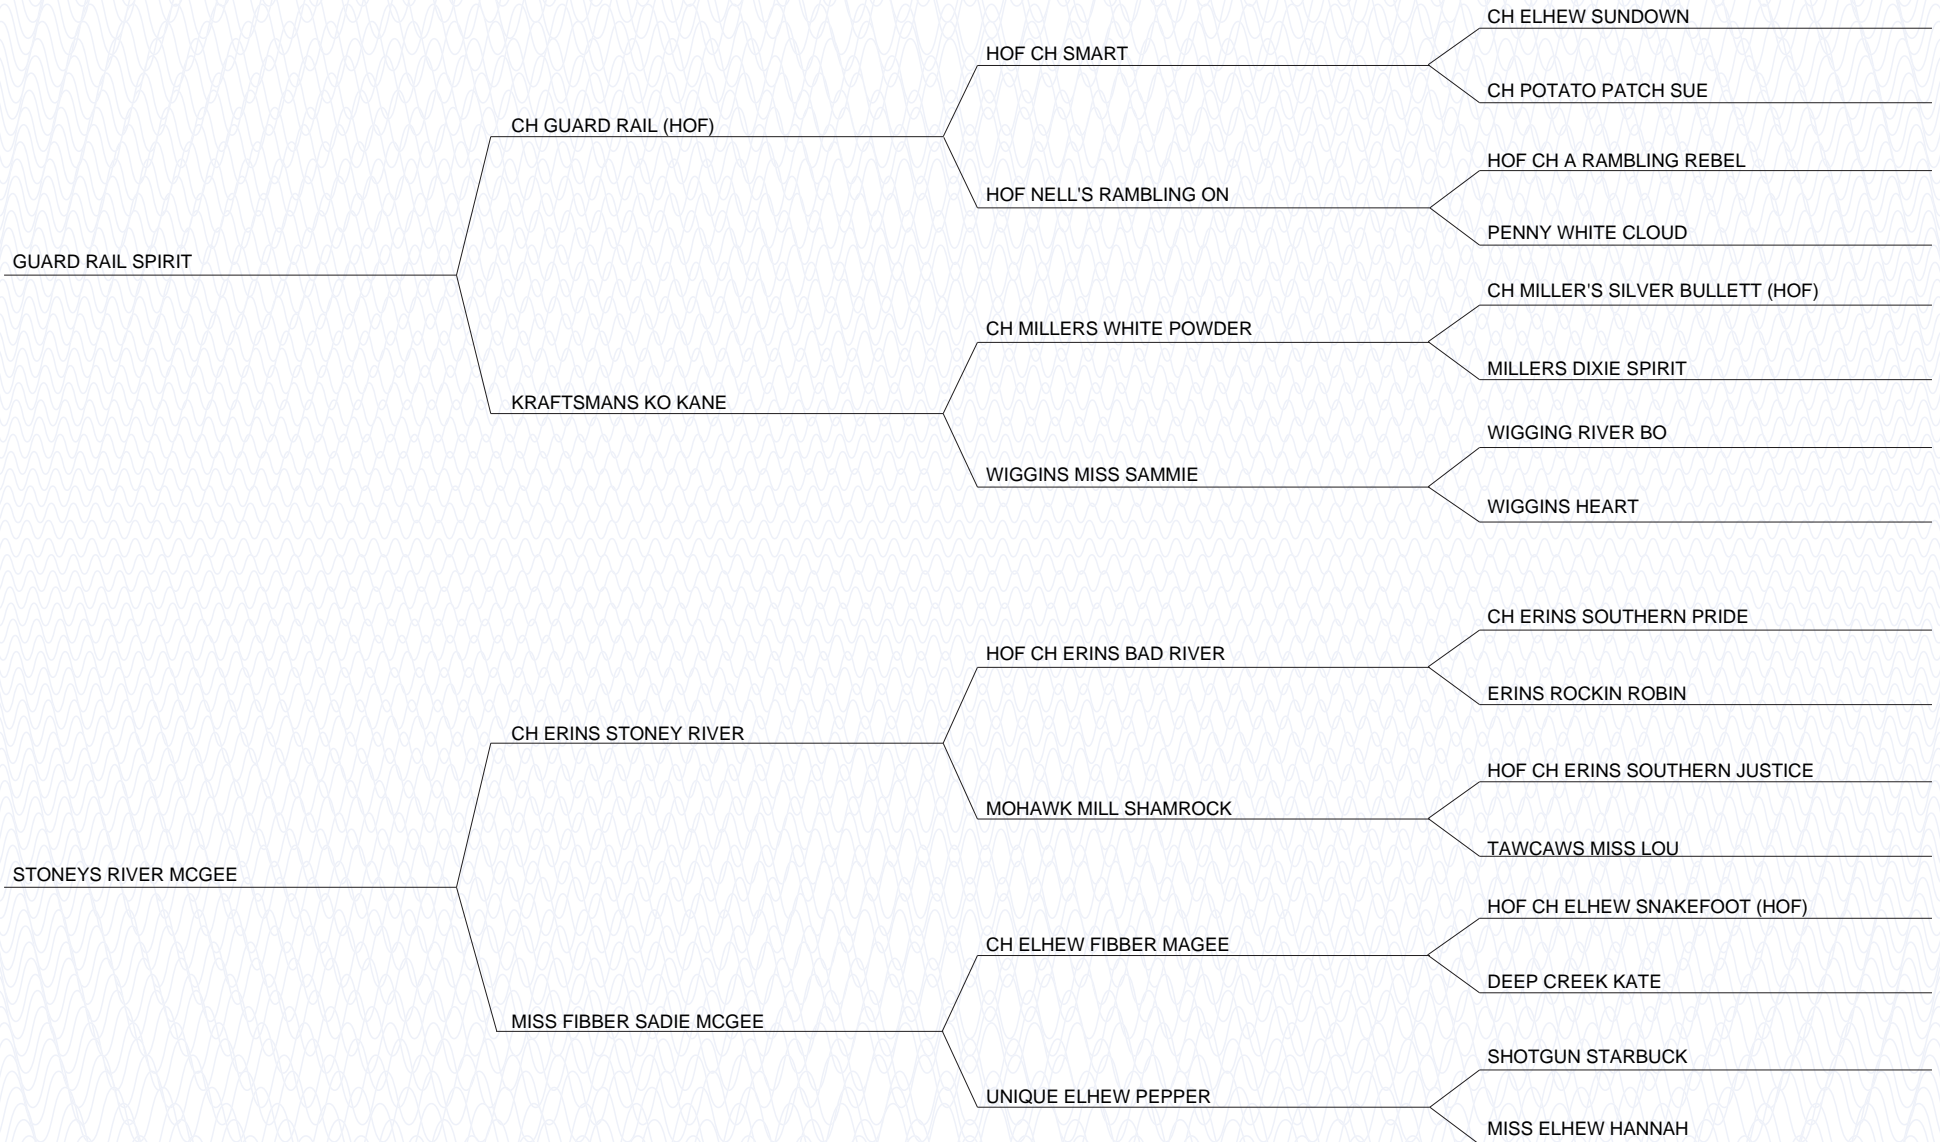 CH ELHEW SUNDOWN
HOF CH SMART
CH POTATO PATCH SUE
CH GUARD RAIL (HOF)
HOF CH A RAMBLING REBEL
HOF NELL'S RAMBLING ON
PENNY WHITE CLOUD
GUARD RAIL SPIRIT
CH MILLER'S SILVER BULLETT (HOF)
CH MILLERS WHITE POWDER
MILLERS DIXIE SPIRIT
KRAFTSMANS KO KANE
WIGGING RIVER BO
WIGGINS MISS SAMMIE
WIGGINS HEART
CH ERINS SOUTHERN PRIDE
HOF CH ERINS BAD RIVER
ERINS ROCKIN ROBIN
CH ERINS STONEY RIVER
HOF CH ERINS SOUTHERN JUSTICE
MOHAWK MILL SHAMROCK
TAWCAWS MISS LOU
STONEYS RIVER MCGEE
HOF CH ELHEW SNAKEFOOT (HOF)
CH ELHEW FIBBER MAGEE
DEEP CREEK KATE
MISS FIBBER SADIE MCGEE
SHOTGUN STARBUCK
UNIQUE ELHEW PEPPER
MISS ELHEW HANNAH